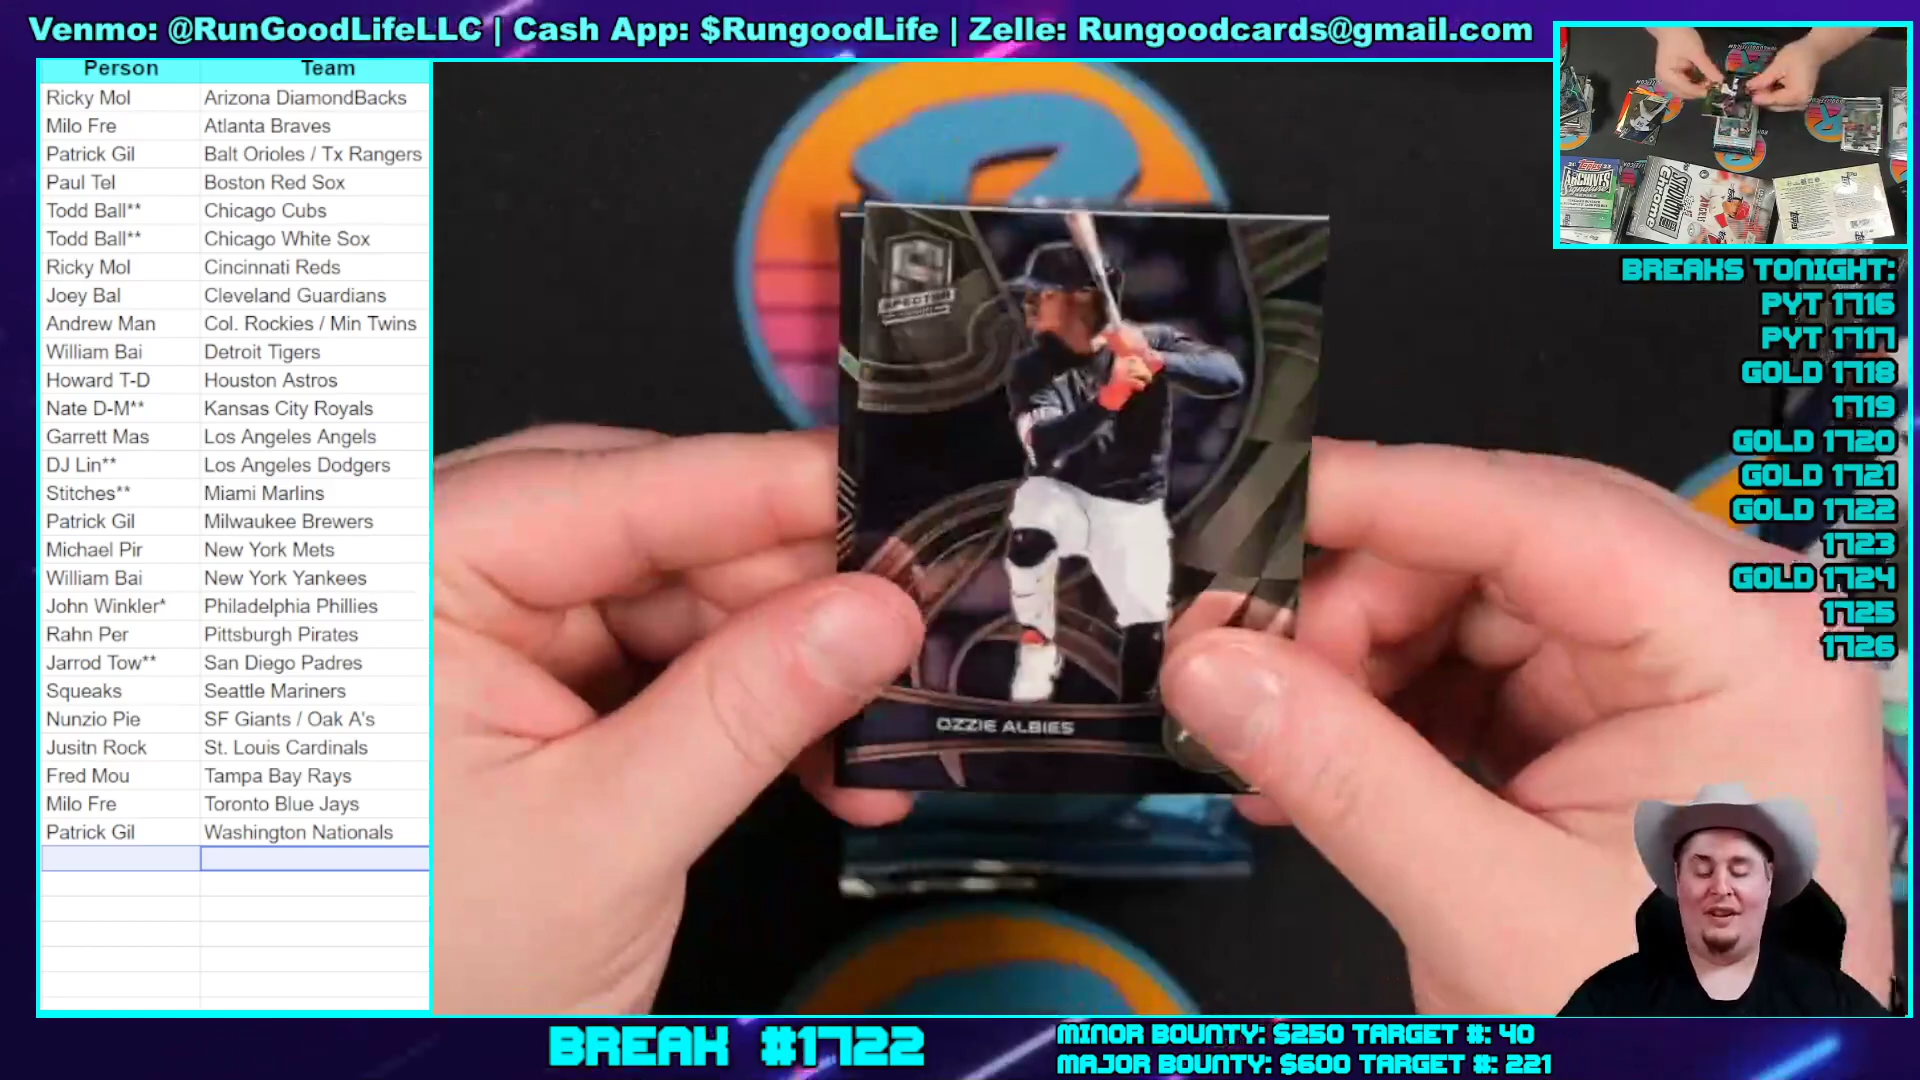 Venmo: @RunGoodLifeLLC | Cash App: $RungoodLife | Zelle: Rungoodcards@gmail.com
Person Team
Ricky Mol Arizona DiamondBacks
Milo Fre Atlanta Braves
Patrick Gil Balt Orioles / Tx Rangers
Paul Tel Boston Red Sox
Todd Ball** Chicago Cubs
Todd Ball** Chicago White Sox
Ricky Mol Cincinnati Reds
Joey Bal Cleveland Guardians
Andrew Man Col. Rockies / Min Twins
William Bai Detroit Tigers
Howard T-D Houston Astros
Nate D-M** Kansas City Royals
Garrett Mas Los Angeles Angels
DJ Lin** Los Angeles Dodgers
Stitches** Miami Marlins
Patrick Gil Milwaukee Brewers
Michael Pir New York Mets
William Bai New York Yankees
John Winkler* Philadelphia Phillies
Rahn Per Pittsburgh Pirates
Jarrod Tow** San Diego Padres
Squeaks Seattle Mariners
Nunzio Pie SF Giants / Oak A's
Jusitn Rock St. Louis Cardinals
Fred Mou Tampa Bay Rays
Milo Fre Toronto Blue Jays
Patrick Gil Washington Nationals
SPECTRA
OZZIE ALBIES
Topps
ARCHIVES
Signature
STADIUM CLUB
Chrome
ANGELS
BREAKS TONIGHT:
PYT 1716
PYT 1717
GOLD 1718
1719
GOLD 1720
GOLD 1721
GOLD 1722
1723
GOLD 1724
1725
1726
BREAK #1722
MINOR BOUNTY: $250 TARGET #: 40
MAJOR BOUNTY: $600 TARGET #: 221